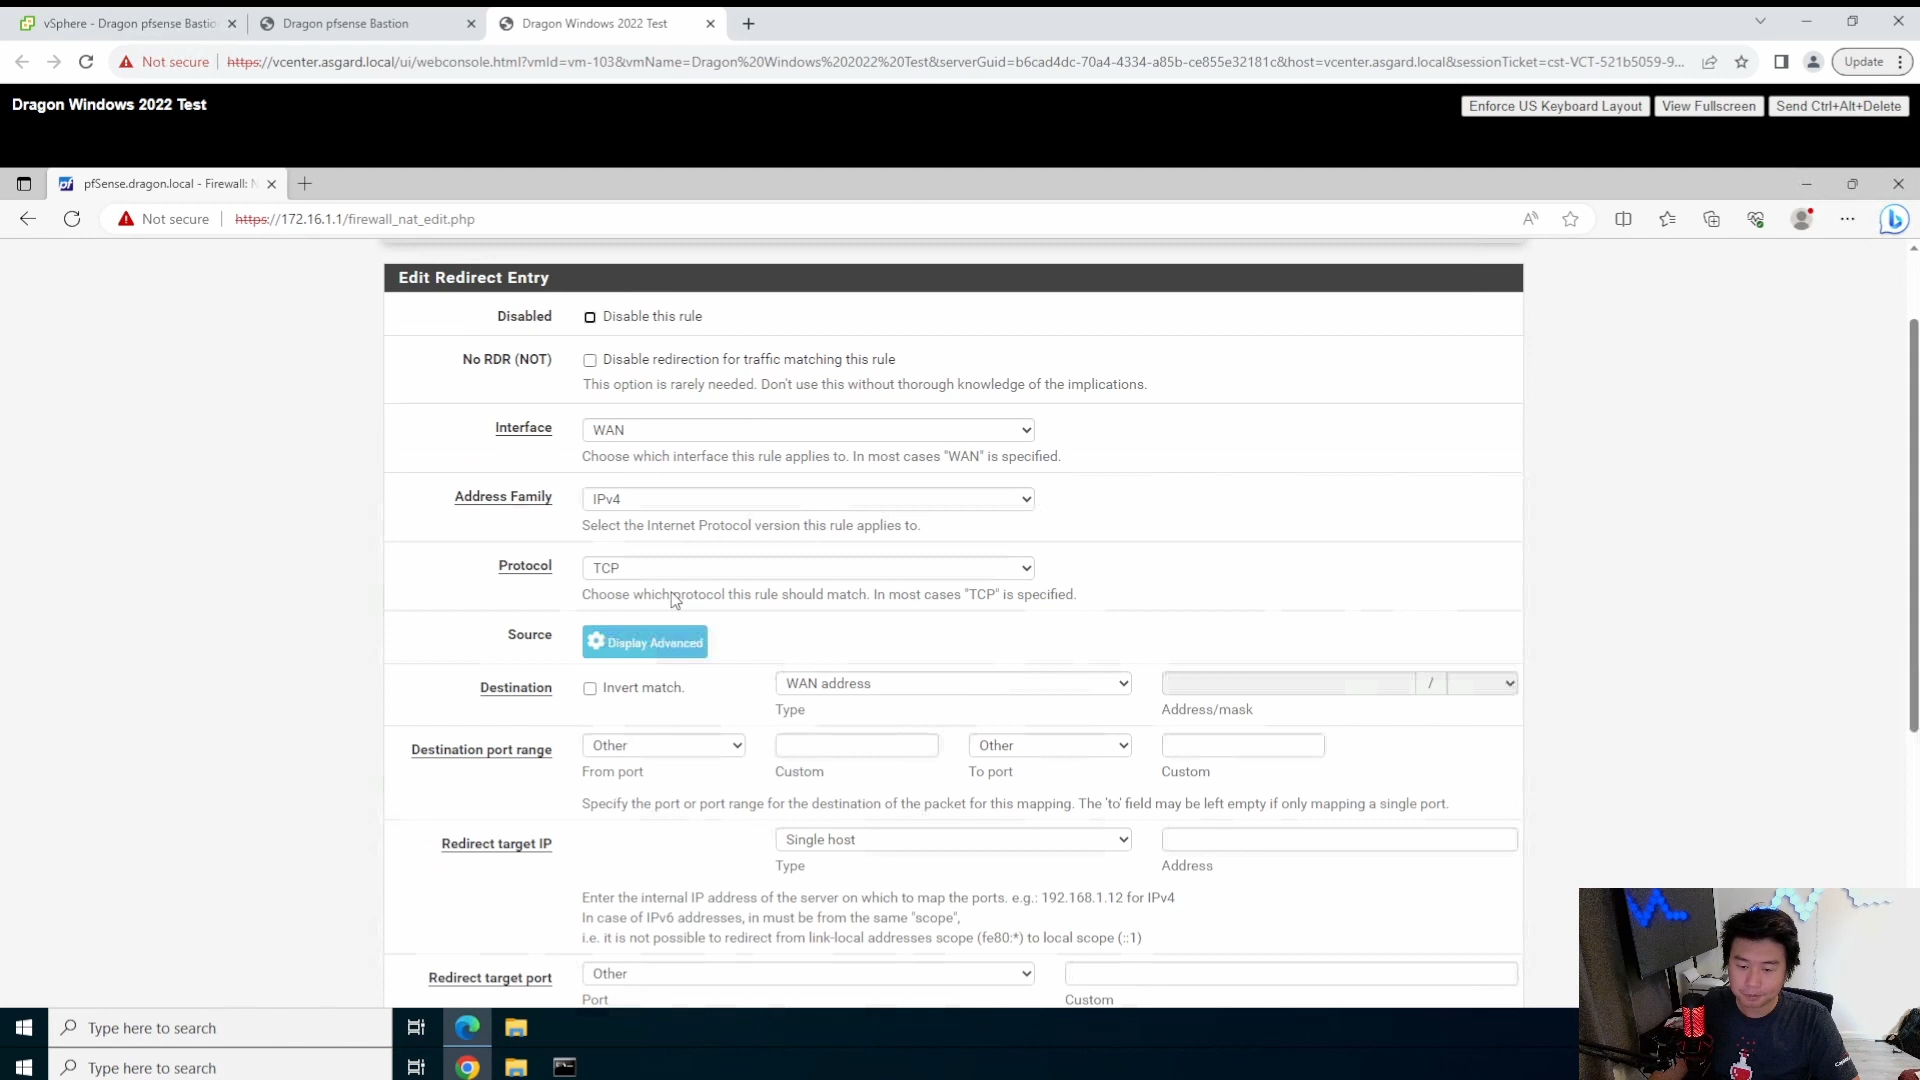 vSphere - Dragon pfsense Bastio
Dragon pfsense Bastion
Dragon Windows 2022 Test
Not secure
https://vcenter.asgard.local/ui/webconsole.html?vmId=vm-103&vmName=Dragon%20Windows%202022%20Test&serverGuid=b6cad4dc-70a4-4334-a85b-ce855e32181c&host=vcenter.asgard.local&sessionTicket=cst-VCT-521b5059-9...
Update
Dragon Windows 2022 Test
Enforce US Keyboard Layout
View Fullscreen
Send Ctrl+Alt+Delete
pfSense.dragon.local - Firewall: N
Not secure
https://172.16.1.1/firewall_nat_edit.php
Edit Redirect Entry
Disabled
Disable this rule
No RDR (NOT)
Disable redirection for traffic matching this rule
This option is rarely needed. Don't use this without thorough knowledge of the implications.
Interface
WAN
Choose which interface this rule applies to. In most cases "WAN" is specified.
Address Family
IPv4
Select the Internet Protocol version this rule applies to.
Protocol
TCP
Choose which protocol this rule should match. In most cases "TCP" is specified.
Source
Display Advanced
Destination
Invert match.
WAN address
/
Type
Address/mask
Destination port range
Other
Other
From port
Custom
To port
Custom
Specify the port or port range for the destination of the packet for this mapping. The 'to' field may be left empty if only mapping a single port.
Redirect target IP
Single host
Type
Address
Enter the internal IP address of the server on which to map the ports. e.g.: 192.168.1.12 for IPv4
In case of IPv6 addresses, in must be from the same "scope",
i.e. it is not possible to redirect from link-local addresses scope (fe80:*) to local scope (::1)
Redirect target port
Other
Port
Custom
Type here to search
Type here to search